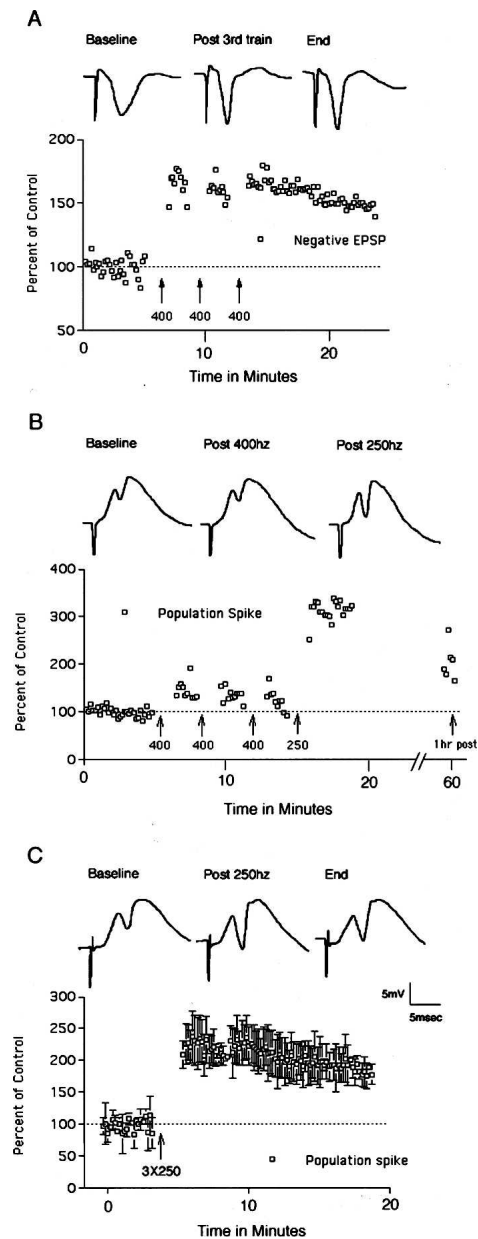 A
Baseline Post 3rd train End
200
150
100
50
Percent of Control
Negative EPSP
400 400 400
0 10 20
Time in Minutes
B
Baseline Post 400hz Post 250hz
400
300
200
100
0
Percent of Control
Population Spike
400 400 400 250 1hr post
0 10 20 60
Time in Minutes
C
Baseline Post 250hz End
5mV
5msec
300
250
200
150
100
50
0
Percent of Control
3X250
Population spike
0 10 20
Time in Minutes